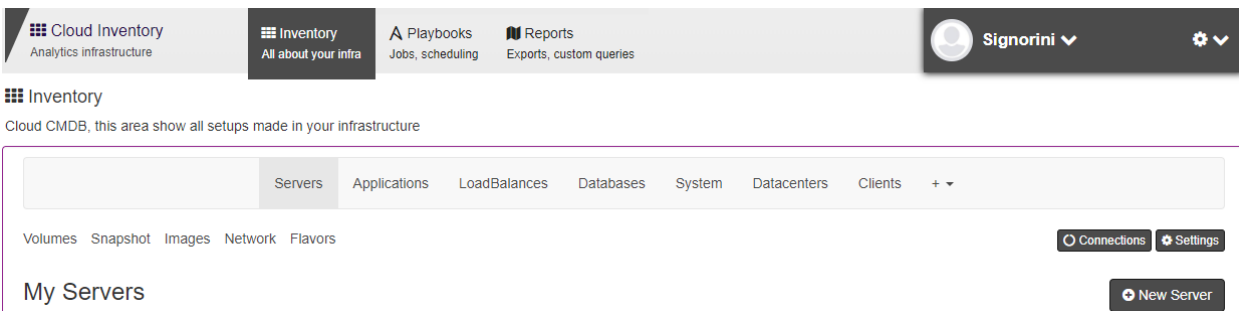 Cloud Inventory
Analytics infrastructure
Inventory
All about your infra
Playbooks
Jobs, scheduling
Reports
Exports, custom queries
Signorini
Inventory
Cloud CMDB, this area show all setups made in your infrastructure
Servers Applications LoadBalances Databases System Datacenters Clients +
Volumes Snapshot Images Network Flavors Connections Settings
My Servers New Server